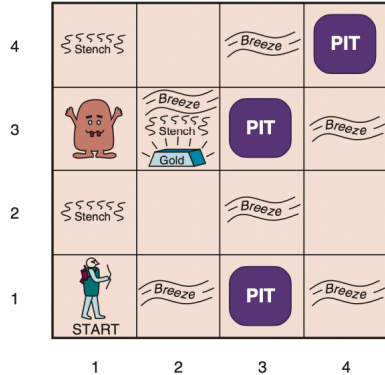 4
Stench
Breeze
PIT
3
Breeze
Stench
Gold
PIT
Breeze
2
Stench
Breeze
1
START
Breeze
PIT
Breeze
1 2 3 4